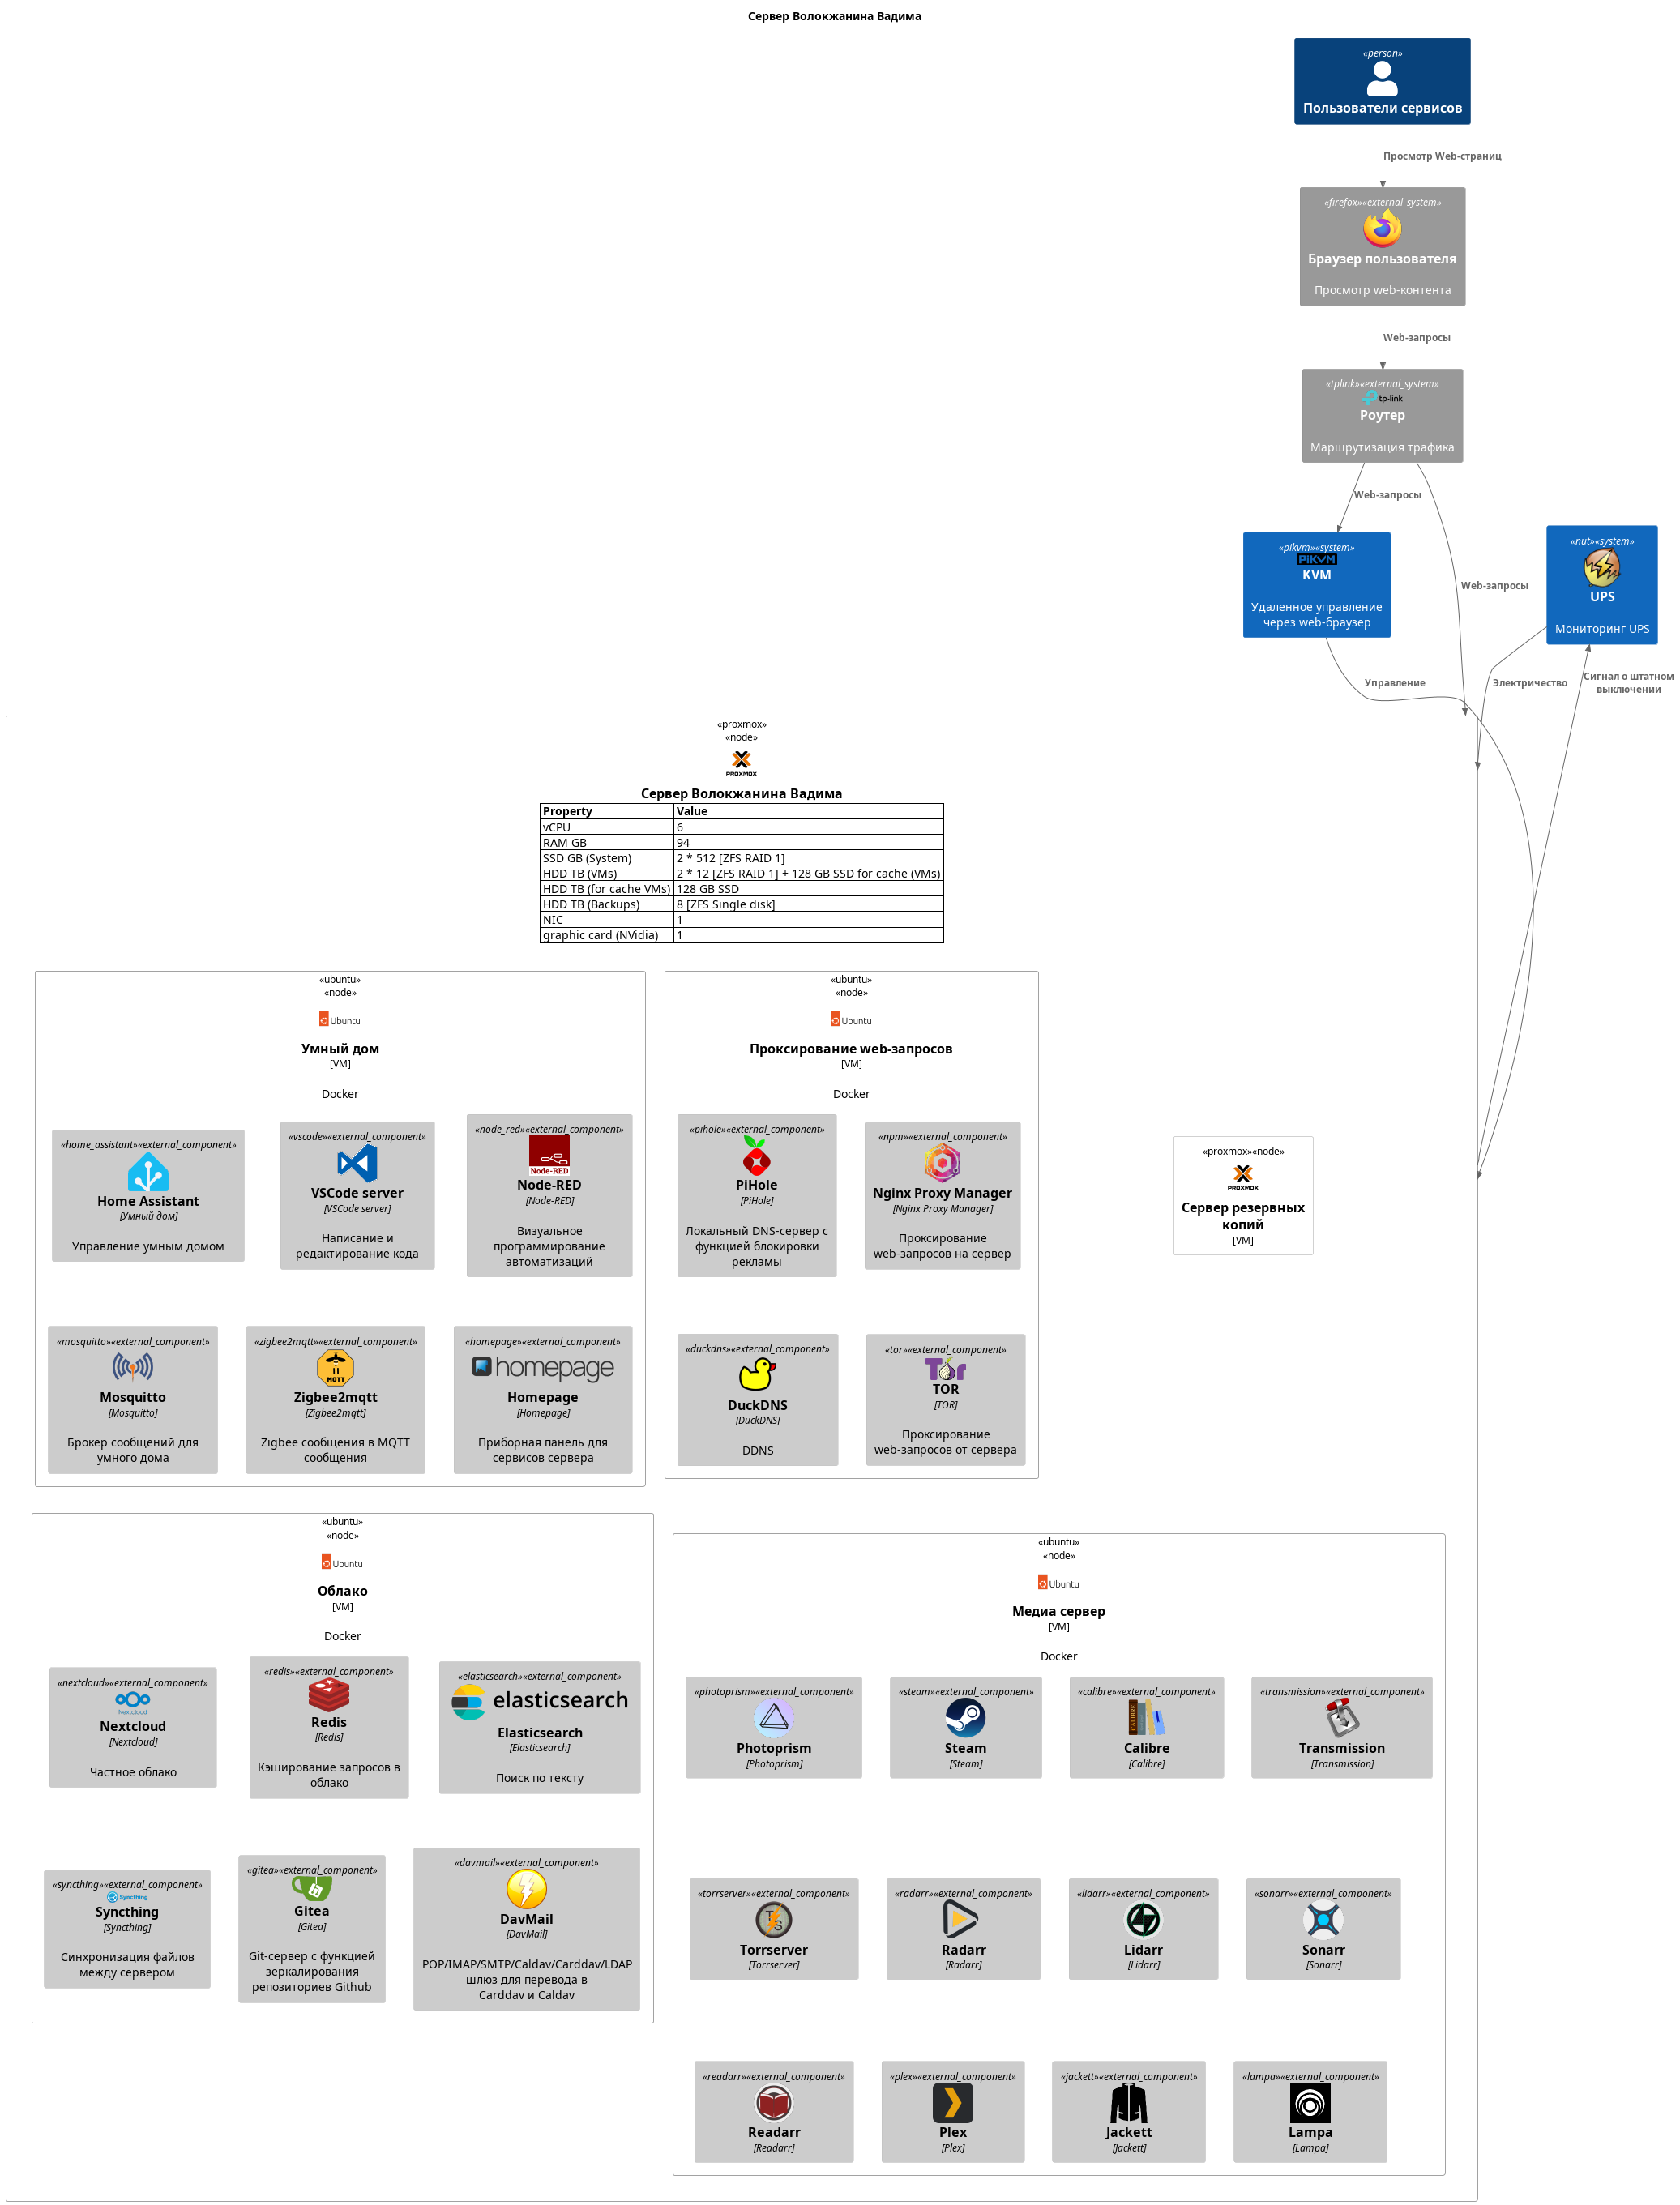 Сервер Волокжанина Вадима
«person»
Пользователи сервисов
Просмотр Web-страниц
«firefox»«external_system»
Браузер пользователя
Просмотр web-контента
Web-запросы
«tplink»«external_system»
tp-link
Роутер
Маршрутизация трафика
Web-запросы
Web-запросы
«pikvm»«system»
PiKVM
KVM
Удаленное управление
через web-браузер
«nut»«system»
UPS
Мониторинг UPS
Управление
Электричество
Сигнал о штатном
выключении
«proxmox»
«node»
PROXMOX
Сервер Волокжанина Вадима
Property Value
vCPU 6
RAM GB 94
SSD GB (System) 2 * 512 [ZFS RAID 1]
HDD TB (VMs) 2 * 12 [ZFS RAID 1] + 128 GB SSD for cache (VMs)
HDD TB (for cache VMs) 128 GB SSD
HDD TB (Backups) 8 [ZFS Single disk]
NIC 1
graphic card (NVidia) 1
«ubuntu»
«node»
Ubuntu
Умный дом
[VM]
Docker
«home_assistant»«external_component»
Home Assistant
[Умный дом]
Управление умным домом
«vscode»«external_component»
VSCode server
[VSCode server]
Написание и
редактирование кода
«node_red»«external_component»
Node-RED
Node-RED
[Node-RED]
Визуальное
программирование
автоматизаций
«mosquitto»«external_component»
Mosquitto
[Mosquitto]
Брокер сообщений для
умного дома
«zigbee2mqtt»«external_component»
MQTT
Zigbee2mqtt
[Zigbee2mqtt]
Zigbee сообщения в MQTT
сообщения
«homepage»«external_component»
homepage
Homepage
[Homepage]
Приборная панель для
сервисов сервера
«ubuntu»
«node»
Ubuntu
Проксирование web-запросов
[VM]
Docker
«pihole»«external_component»
PiHole
[PiHole]
Локальный DNS-сервер с
функцией блокировки
рекламы
«npm»«external_component»
Nginx Proxy Manager
[Nginx Proxy Manager]
Проксирование
web-запросов на сервер
«duckdns»«external_component»
DuckDNS
[DuckDNS]
DDNS
«tor»«external_component»
Tor
TOR
[TOR]
Проксирование
web-запросов от сервера
«proxmox»«node»
PROXMOX
Сервер резервных
копий
[VM]
«ubuntu»
«node»
Ubuntu
Облако
[VM]
Docker
«nextcloud»«external_component»
Nextcloud
Nextcloud
[Nextcloud]
Частное облако
«redis»«external_component»
Redis
[Redis]
Кэширование запросов в
облако
«elasticsearch»«external_component»
elasticsearch
Elasticsearch
[Elasticsearch]
Поиск по тексту
«syncthing»«external_component»
Syncthing
Syncthing
[Syncthing]
Синхронизация файлов
между сервером
«gitea»«external_component»
Gitea
[Gitea]
Git-сервер с функцией
зеркалирования
репозиториев Github
«davmail»«external_component»
DavMail
[DavMail]
POP/IMAP/SMTP/Caldav/Carddav/LDAP
шлюз для перевода в
Carddav и Caldav
«ubuntu»
«node»
Ubuntu
Медиа сервер
[VM]
Docker
«photoprism»«external_component»
Photoprism
[Photoprism]
«steam»«external_component»
Steam
[Steam]
«calibre»«external_component»
CALIBRE
Calibre
[Calibre]
«transmission»«external_component»
Transmission
[Transmission]
«torrserver»«external_component»
TS
Torrserver
[Torrserver]
«radarr»«external_component»
Radarr
[Radarr]
«lidarr»«external_component»
Lidarr
[Lidarr]
«sonarr»«external_component»
Sonarr
[Sonarr]
«readarr»«external_component»
Readarr
[Readarr]
«plex»«external_component»
Plex
[Plex]
«jackett»«external_component»
Jackett
[Jackett]
«lampa»«external_component»
Lampa
[Lampa]